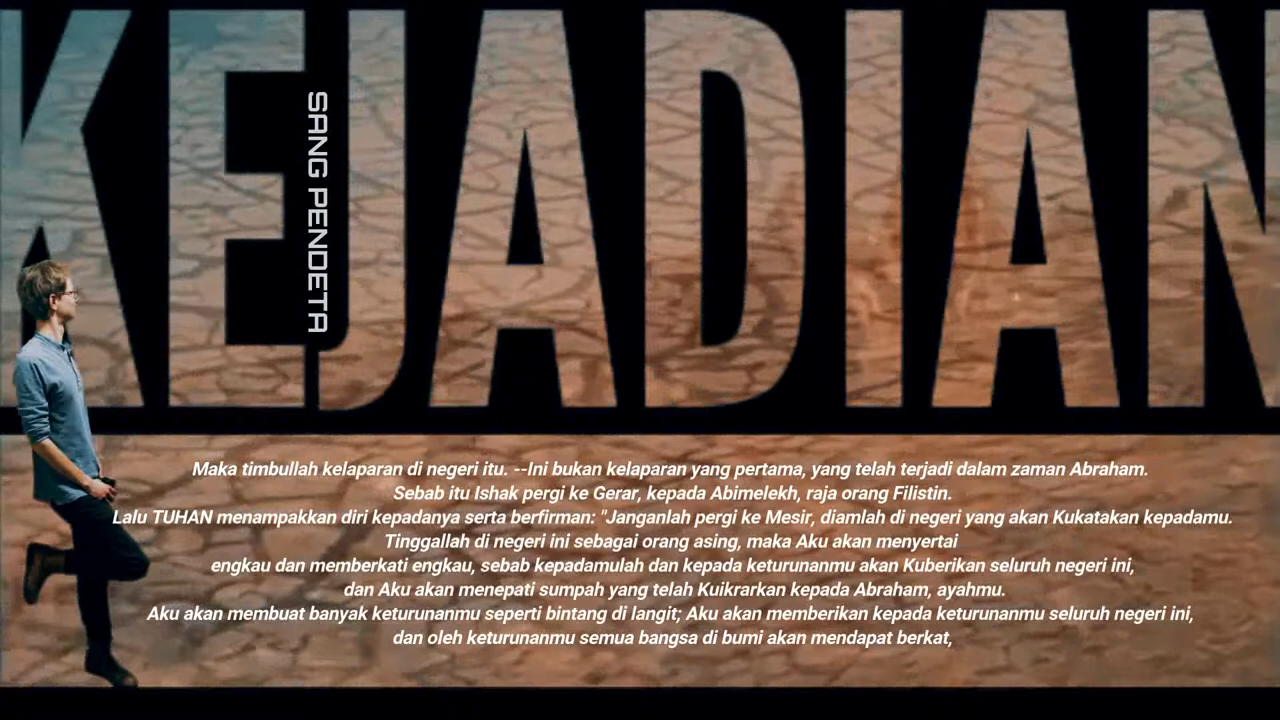 KEJADIAN
SANG PENDETA
Maka timbullah kelaparan di negeri itu. --Ini bukan kelaparan yang pertama, yang telah terjadi dalam zaman Abraham.
Sebab itu Ishak pergi ke Gerar, kepada Abimelekh, raja orang Filistin.
Lalu TUHAN menampakkan diri kepadanya serta berfirman: "Janganlah pergi ke Mesir, diamlah di negeri yang akan Kukatakan kepadamu.
Tinggallah di negeri ini sebagai orang asing, maka Aku akan menyertai
engkau dan memberkati engkau, sebab kepadamulah dan kepada keturunanmu akan Kuberikan seluruh negeri ini,
dan Aku akan menepati sumpah yang telah Kuikrarkan kepada Abraham, ayahmu.
Aku akan membuat banyak keturunanmu seperti bintang di langit; Aku akan memberikan kepada keturunanmu seluruh negeri ini,
dan oleh keturunanmu semua bangsa di bumi akan mendapat berkat,